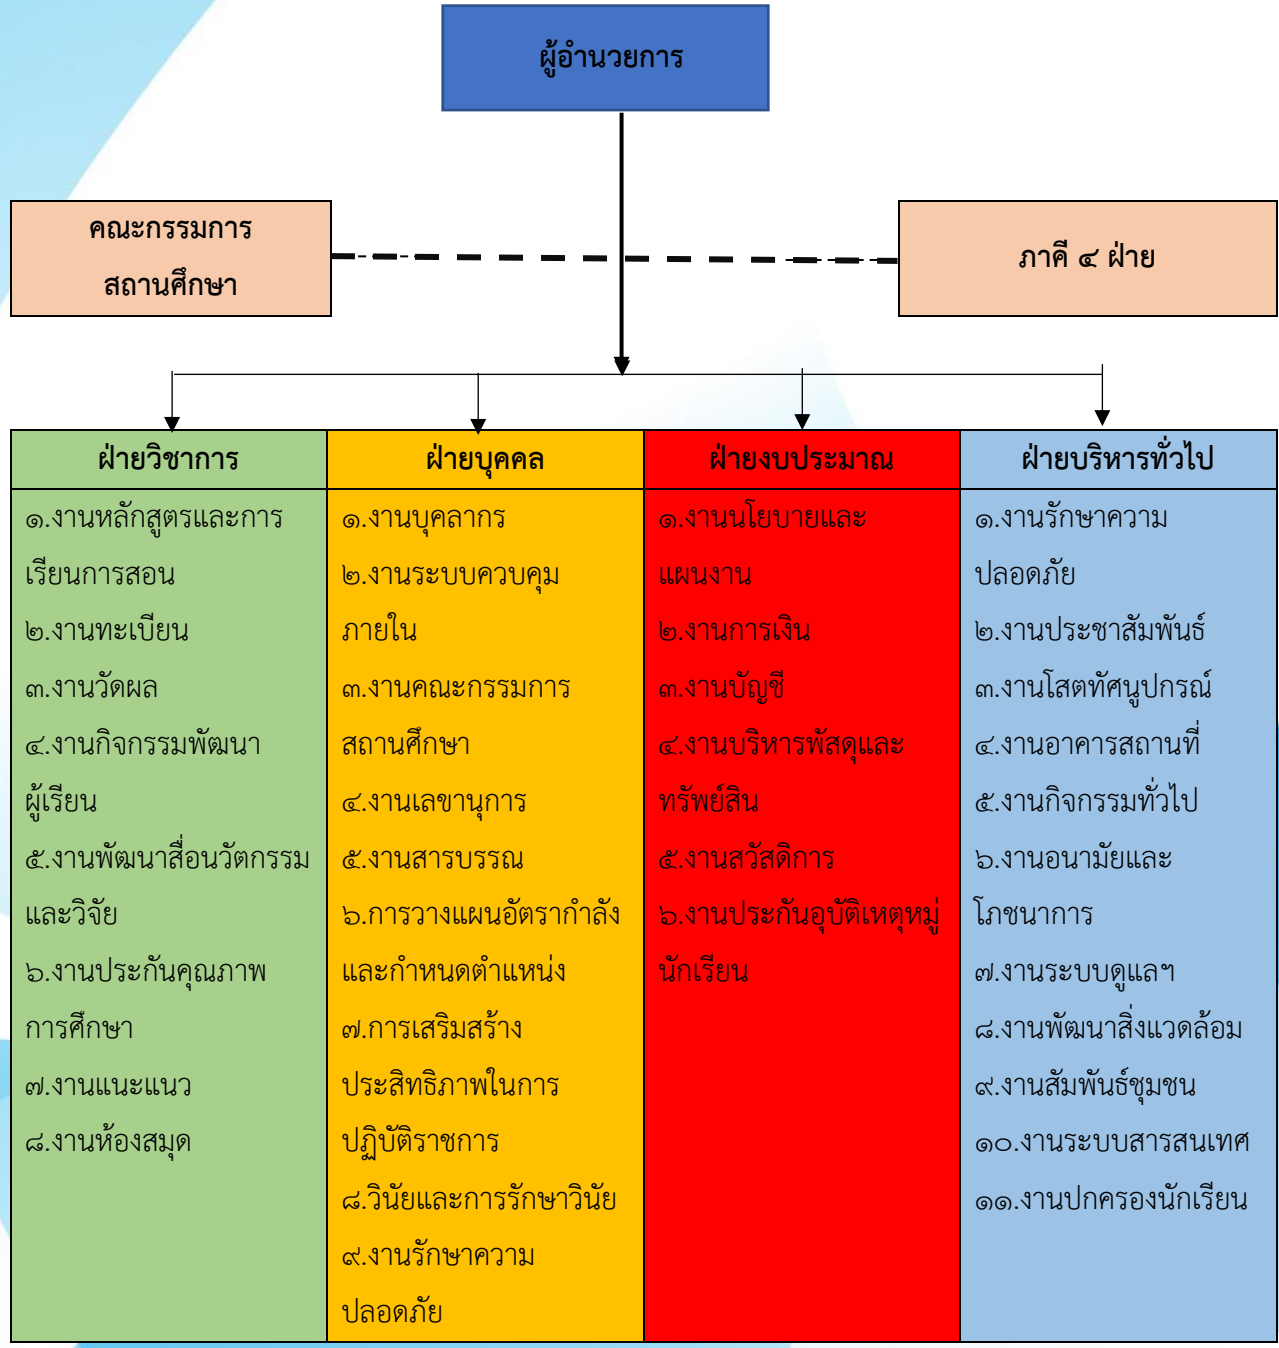 ผู้อำนวยการ
คณะกรรมการ
สถานศึกษา
ภาคี ๔ ฝ่าย
ฝ่ายวิชาการ
๑.งานหลักสูตรและการ
เรียนการสอน
๒.งานทะเบียน
๓.งานวัดผล
๔.งานกิจกรรมพัฒนา
ผู้เรียน
๕.งานพัฒนาสื่อนวัตกรรม
และวิจัย
๖.งานประกันคุณภาพ
การศึกษา
๗.งานแนะแนว
๘.งานห้องสมุด
ฝ่ายบุคคล
๑.งานบุคลากร
๒.งานระบบควบคุม
ภายใน
๓.งานคณะกรรมการ
สถานศึกษา
๔.งานเลขานุการ
๕.งานสารบรรณ
๖.การวางแผนอัตรากำลัง
และกำหนดตำแหน่ง
๗.การเสริมสร้าง
ประสิทธิภาพในการ
ปฏิบัติราชการ
๘.วินัยและการรักษาวินัย
๙.งานรักษาความ
ปลอดภัย
ฝ่ายงบประมาณ
๑.งานนโยบายและ
แผนงาน
๒.งานการเงิน
๓.งานบัญชี
๔.งานบริหารพัสดุและ
ทรัพย์สิน
๕.งานสวัสดิการ
๖.งานประกันอุบัติเหตุหมู่
นักเรียน
ฝ่ายบริหารทั่วไป
๑.งานรักษาความ
ปลอดภัย
๒.งานประชาสัมพันธ์
๓.งานโสตทัศนูปกรณ์
๔.งานอาคารสถานที่
๕.งานกิจกรรมทั่วไป
๖.งานอนามัยและ
โภชนาการ
๗.งานระบบดูแลฯ
๘.งานพัฒนาสิ่งแวดล้อม
๙.งานสัมพันธ์ชุมชน
๑๐.งานระบบสารสนเทศ
๑๑.งานปกครองนักเรียน